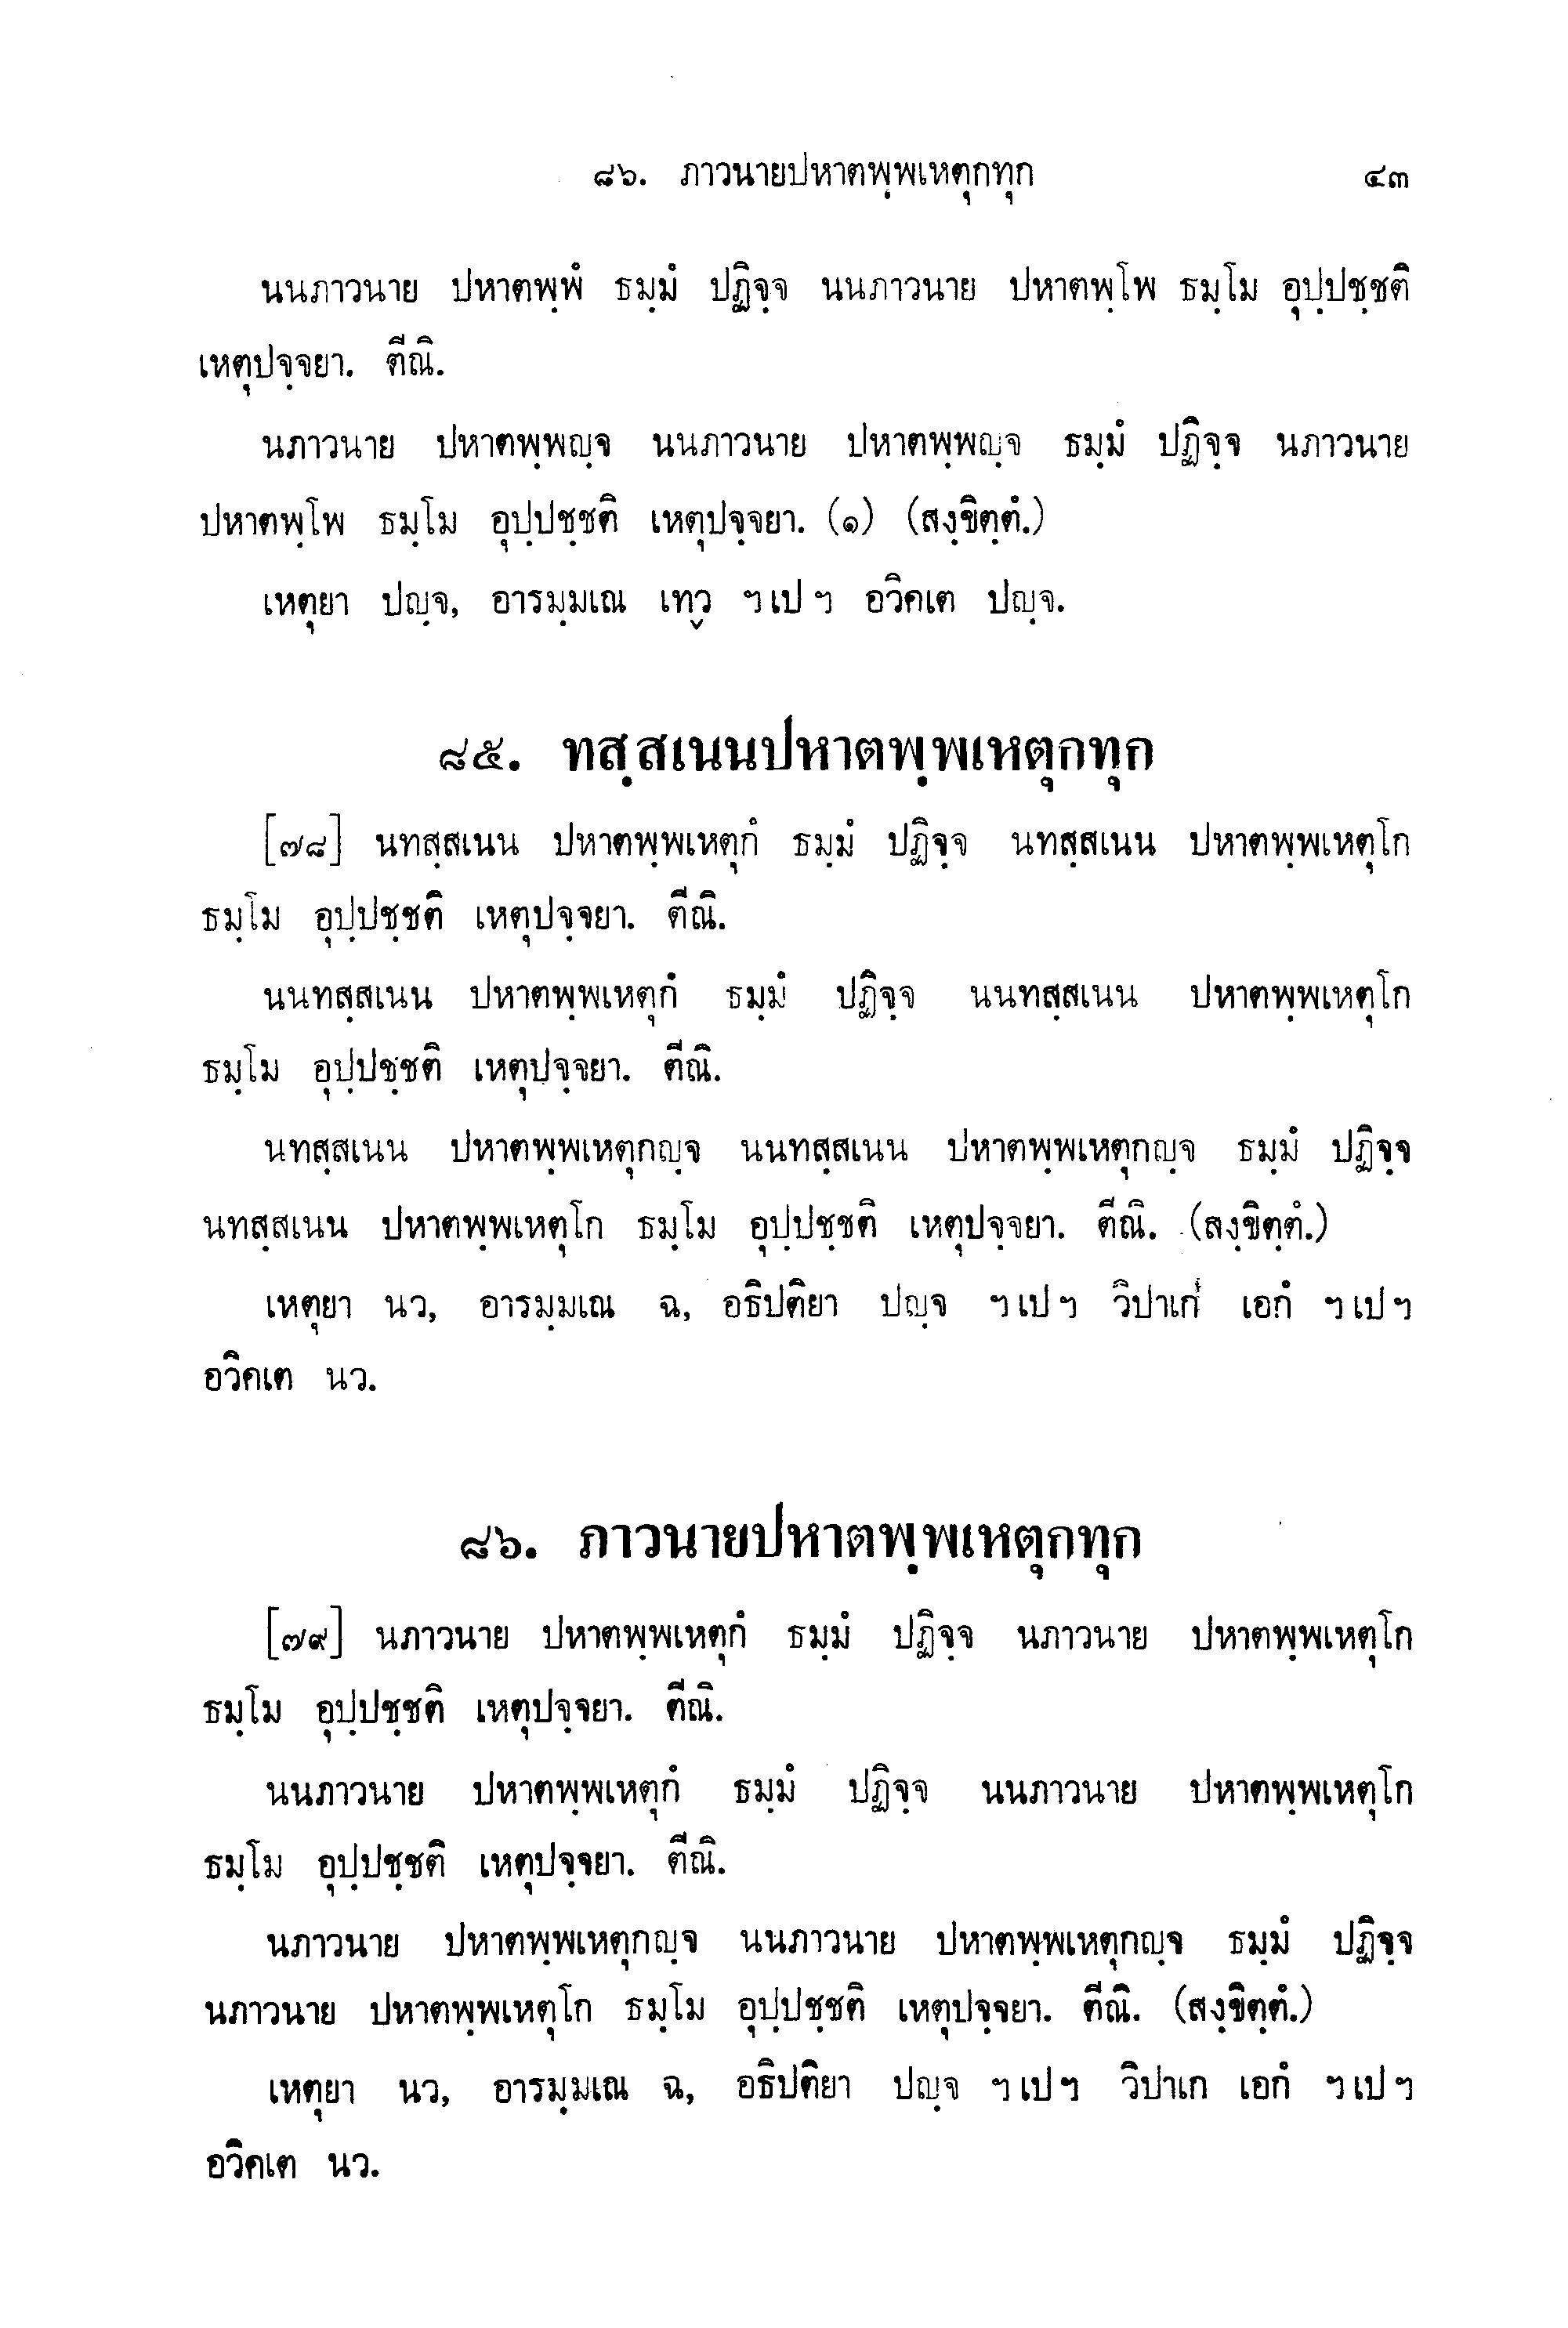 ๘๖. ภาวนายปหาตพฺพเหตุกทุก ๔๓
นนภาวนาย ปหาตพฺพํ ธมฺมํ ปฏิจฺจ นนภาวนาย ปหาตพฺโพ ธมฺโม อุปฺปชฺชติ
เหตุปจฺจยา. ตีณิ.
นภาวนาย ปหาตพฺพญฺจ นนภาวนาย ปหาตพฺพญฺจ ธมฺมํ ปฏิจฺจ นภาวนาย
ปหาตพฺโพ ธมฺโม อุปฺปชฺชติ เหตุปจฺจยา. (๑) (สงฺขิตฺตํ.)
เหตุยา ปญฺจ, อารมฺมเณ เทฺว ฯเปฯ อวิคเต ปญฺจ.
๘๕. ทสฺสเนนปหาตพฺพเหตุกทุก
[๗๘] นทสฺสเนน ปหาตพฺพเหตุกํ ธมฺมํ ปฏิจฺจ นทสฺสเนน ปหาตพฺพเหตุโก
ธมฺโม อุปฺปชฺชติ เหตุปจฺจยา. ตีณิ.
นนทสฺสเนน ปหาตพฺพเหตุกํ ธมฺมํ ปฏิจฺจ นนทสฺสเนน ปหาตพฺพเหตุโก
ธมฺโม อุปฺปชฺชติ เหตุปจฺจยา. ตีณิ.
นทสฺสเนน ปหาตพฺพเหตุกญฺจ นนทสฺสเนน ปหาตพฺพเหตุกญฺจ ธมฺมํ ปฏิจฺจ
นทสฺสเนน ปหาตพฺพเหตุโก ธมฺโม อุปฺปชฺชติ เหตุปจฺจยา. ตีณิ. (สงฺขิตฺตํ.)
เหตุยา นว, อารมฺมเณ ฉ, อธิปติยา ปญฺจ ฯเปฯ วิปาเก เอกํ ฯเปฯ
อวิคเต นว.
๘๖. ภาวนายปหาตพฺพเหตุกทุก
[๗๙] นภาวนาย ปหาตพฺพเหตุกํ ธมฺมํ ปฏิจฺจ นภาวนาย ปหาตพฺพเหตุโก
ธมฺโม อุปฺปชฺชติ เหตุปจฺจยา. ตีณิ.
นนภาวนาย ปหาตพฺพเหตุกํ ธมฺมํ ปฏิจฺจ นนภาวนาย ปหาตพฺพเหตุโก
ธมฺโม อุปฺปชฺชติ เหตุปจฺจยา. ตีณิ.
นภาวนาย ปหาตพฺพเหตุกญฺจ นนภาวนาย ปหาตพฺพเหตุกญฺจ ธมฺมํ ปฏิจฺจ
นภาวนาย ปหาตพฺพเหตุโก ธมฺโม อุปฺปชฺชติ เหตุปจฺจยา. ตีณิ. (สงฺขิตฺตํ.)
เหตุยา นว, อารมฺมเณ ฉ, อธิปติยา ปญฺจ ฯเปฯ วิปาเก เอกํ ฯเปฯ
อวิคเต นว.